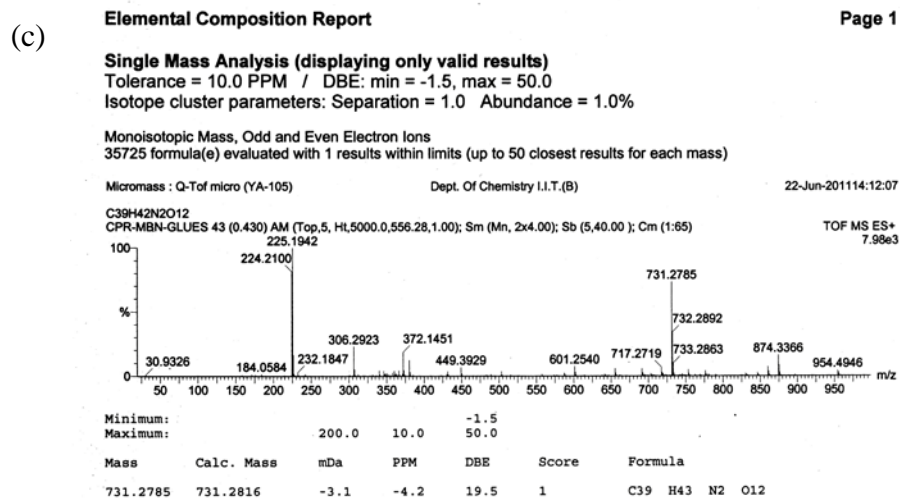 (c)
Elemental Composition Report Page 1
Single Mass Analysis (displaying only valid results)
Tolerance = 10.0 PPM / DBE: min = -1.5, max = 50.0
Isotope cluster parameters: Separation = 1.0 Abundance = 1.0%
Monoisotopic Mass, Odd and Even Electron Ions
35725 formula(e) evaluated with 1 results within limits (up to 50 closest results for each mass)
Micromass : Q-Tof micro (YA-105) Dept. Of Chemistry I.I.T.(B) 22-Jun-201114:12:07
C39H42N2O12
CPR-MBN-GLUES 43 (0.430) AM (Top,5, Ht,5000.0,556.28,1.00); Sm (Mn, 2x4.00); Sb (5,40.00 ); Cm (1:65) TOF MS ES+
7.98e3
100
225.1942
224.2100
731.2785
%
732.2892
306.2923
372.1451
874.3366
30.9326
184.0584
232.1847
449.3929
601.2540
717.2719
733.2863
954.4946
0
m/z
50 100 150 200 250 300 350 400 450 500 550 600 650 700 750 800 850 900 950
Minimum: -1.5
Maximum: 200.0 10.0 50.0
Mass Calc. Mass mDa PPM DBE Score Formula
731.2785 731.2816 -3.1 -4.2 19.5 1 C39 H43 N2 O12